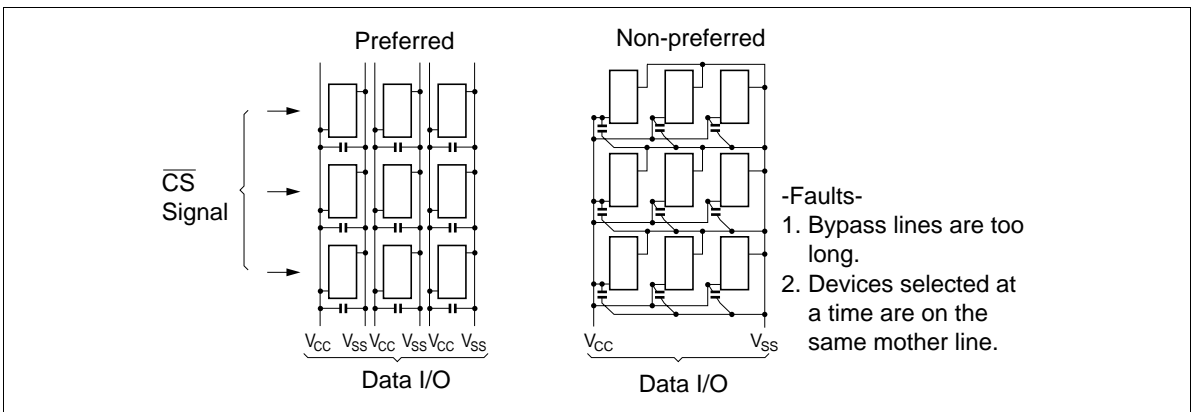 Preferred
Non-preferred
CS
Signal
-Faults-
1. Bypass lines are too
long.
2. Devices selected at
a time are on the
same mother line.
VCC VSS VCC VSS VCC VSS
Data I/O
VCC VSS
Data I/O